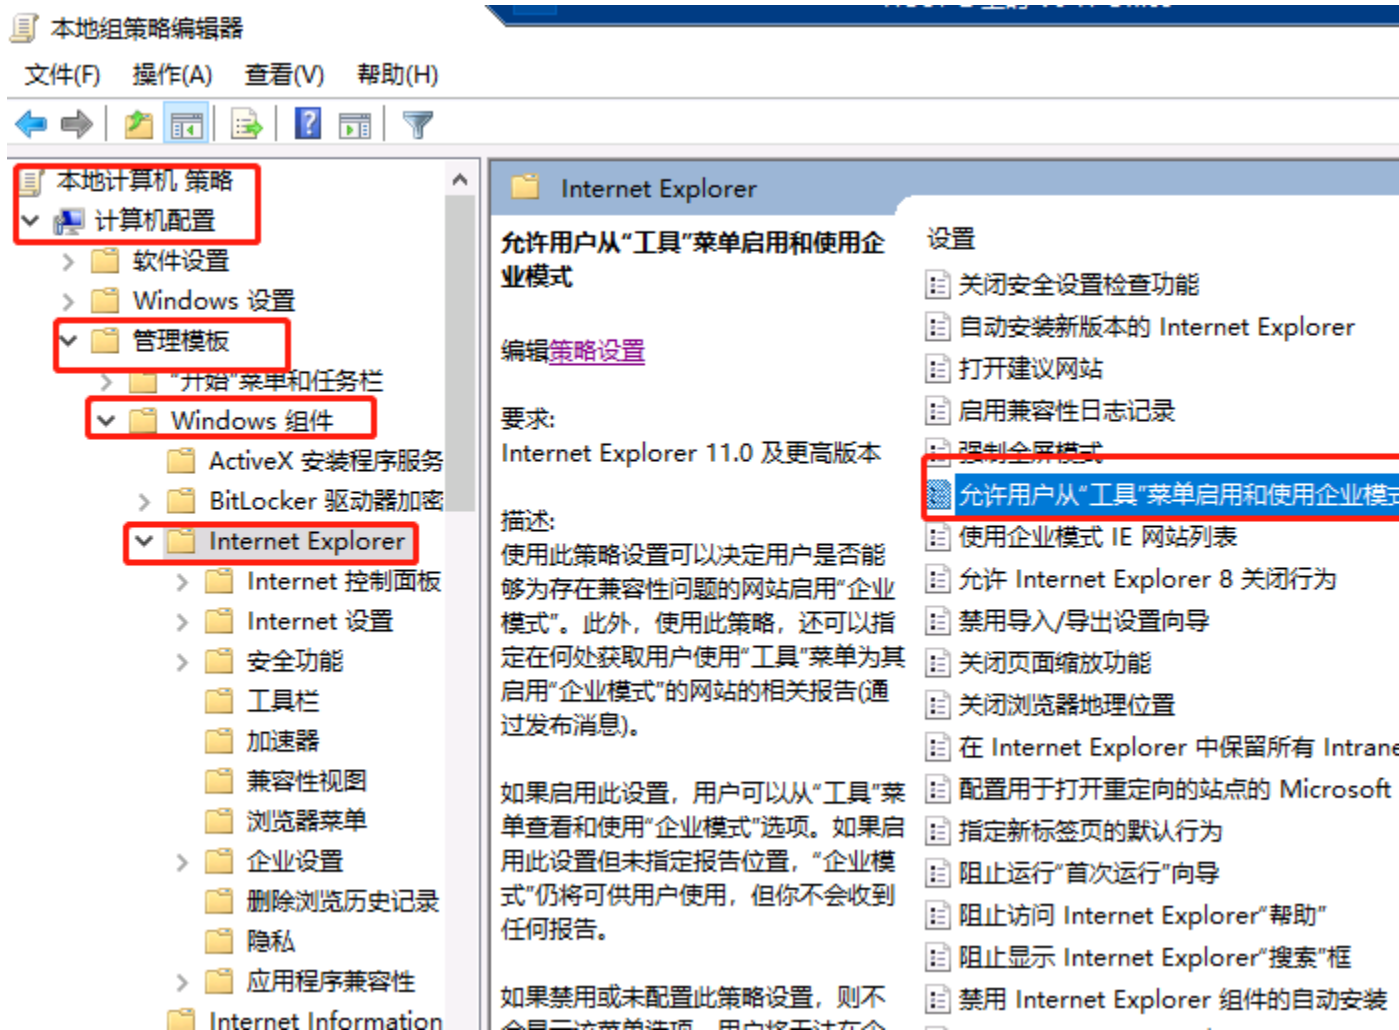 本地组策略编辑器
文件(F) 操作(A) 查看(V) 帮助(H)
本地计算机 策略
计算机配置
软件设置
Windows 设置
管理模板
"开始"菜单和任务栏
Windows 组件
ActiveX 安装程序服务
BitLocker 驱动器加密
Internet Explorer
Internet 控制面板
Internet 设置
安全功能
工具栏
加速器
兼容性视图
浏览器菜单
企业设置
删除浏览历史记录
隐私
应用程序兼容性
Internet Information
Internet Explorer
允许用户从“工具”菜单启用和使用企
业模式
编辑策略设置
要求:
Internet Explorer 11.0 及更高版本
描述:
使用此策略设置可以决定用户是否能
够为存在兼容性问题的网站启用“企业
模式”。此外，使用此策略，还可以指
定在何处获取用户使用“工具”菜单为其
启用“企业模式”的网站的相关报告(通
过发布消息)。
如果启用此设置，用户可以从“工具”菜
单查看和使用“企业模式”选项。如果启
用此设置但未指定报告位置，“企业模
式”仍将可供用户使用，但你不会收到
任何报告。
如果禁用或未配置此策略设置，则不
会显示该菜单选项，用户将无法在企
设置
关闭安全设置检查功能
自动安装新版本的 Internet Explorer
打开建议网站
启用兼容性日志记录
强制全屏模式
允许用户从“工具”菜单启用和使用企业模式
使用企业模式 IE 网站列表
允许 Internet Explorer 8 关闭行为
禁用导入/导出设置向导
关闭页面缩放功能
关闭浏览器地理位置
在 Internet Explorer 中保留所有 Intrane
配置用于打开重定向的站点的 Microsoft
指定新标签页的默认行为
阻止运行“首次运行”向导
阻止访问 Internet Explorer“帮助”
阻止显示 Internet Explorer“搜索”框
禁用 Internet Explorer 组件的自动安装